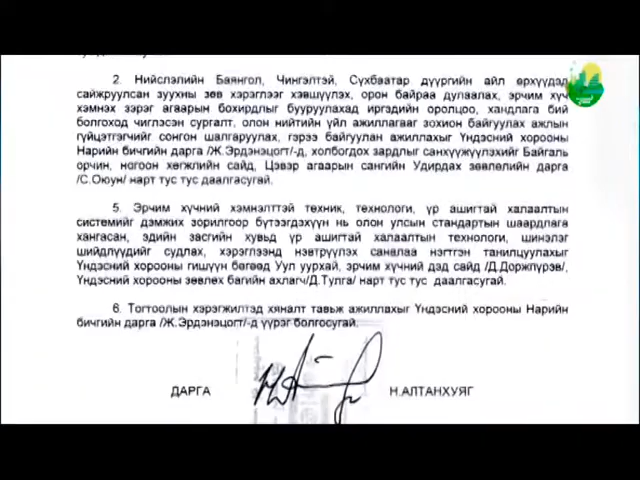 2. Нийслэлийн Баянгол, Чингэлтэй, Сүхбаатар дүүргийн айл өрхүүдэд
сайжруулсан зуухны зөв хэрэглээг хэвшүүлэх, орон байраа дулаалах, эрчим хүч
хэмнэх зэрэг агаарын бохирдлыг бууруулахад иргэдийн оролцоо, хандлага бий
болгоход чиглэсэн сургалт, олон нийтийн үйл ажиллагааг зохион байгуулах ажлын
гүйцэтгэгчийг сонгон шалгаруулах, гэрээ байгуулан ажиллахыг Үндэсний хорооны
Нарийн бичгийн дарга /Ж.Эрдэнэцогт/-д, холбогдох зардлыг санхүүжүүлэхийг Байгаль
орчин, ногоон хөгжлийн сайд, Цэвэр агаарын сангийн Удирдах зөвлөлийн дарга
/С.Оюун/ нарт тус тус даалгасугай.
5. Эрчим хүчний хэмнэлттэй техник, технологи, үр ашигтай халаалтын
системийг дэмжих зорилгоор бүтээгдэхүүн нь олон улсын стандартын шаардлага
хангасан, эдийн засгийн хувьд үр ашигтай халаалтын технологи, шинэлэг
шийдлүүдийг судлах, хэрэглээнд нэвтрүүлэх саналаа нэгтгэн танилцуулахыг
Үндэсний хорооны гишүүн бөгөөд Уул уурхай, эрчим хүчний дэд сайд /Д.Доржпүрэв/,
Үндэсний хорооны зөвлөх багийн ахлагч/Д.Тулга/ нарт тус тус даалгасугай.
6. Тогтоолын хэрэгжилтэд хяналт тавьж ажиллахыг Үндэсний хорооны Нарийн
бичгийн дарга /Ж.Эрдэнэцогт/-д үүрэг болгосугай.
ДАРГА Н.АЛТАНХУЯГ